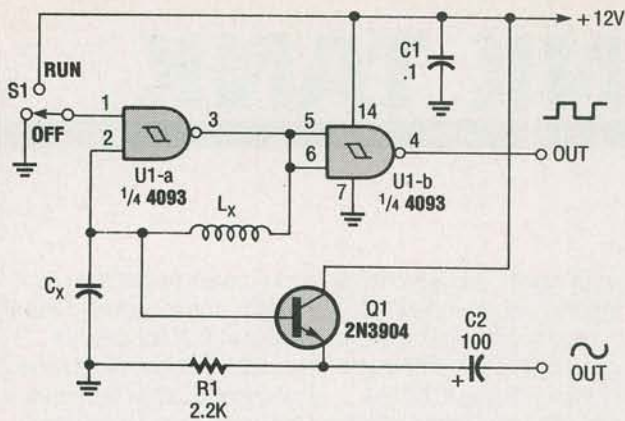 +12V
C1
.1
S1
RUN
OFF
1
2
3
5
6
14
4
7
OUT
U1-a
1/4 4093
U1-b
1/4 4093
LX
CX
Q1
2N3904
C2
100
+
OUT
R1
2.2K